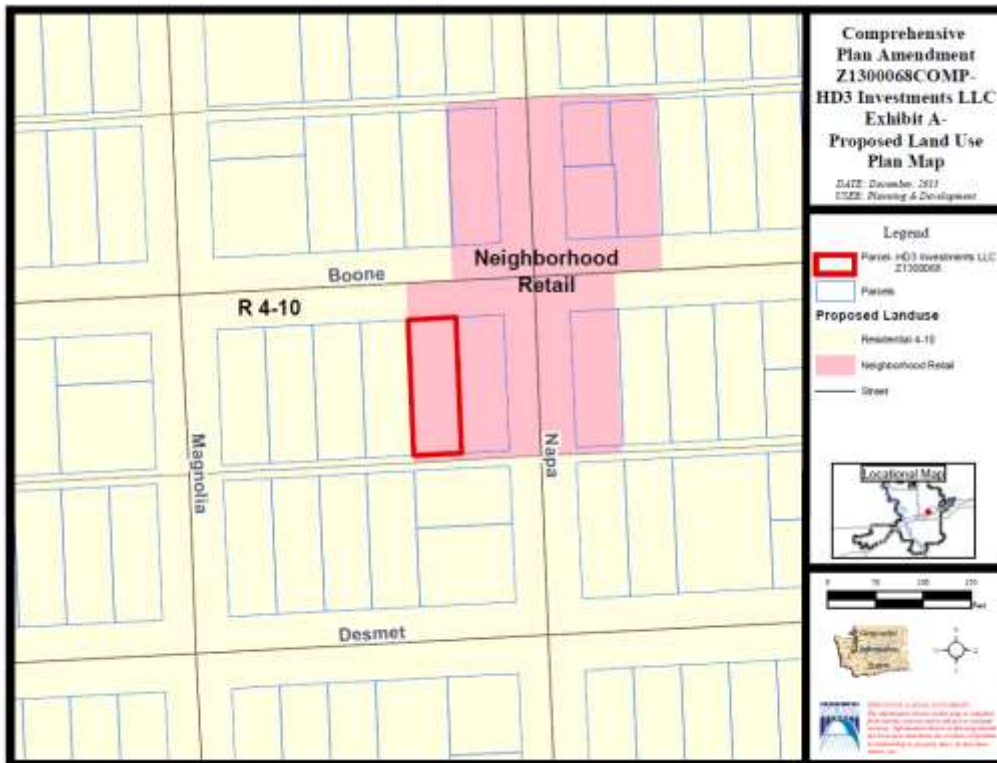 Comprehensive
Plan Amendment
Z1300068COMP-
HD3 Investments LLC
Exhibit A-
Proposed Land Use
Plan Map
DATE: December, 2013
USER: Planning & Development
Legend
Parcel- HD3 Investments LLC
Z1300068
Parcels
Proposed Landuse
Residential 4-10
Neighborhood Retail
Street
Locational Map
Neighborhood
Retail
Boone
R 4-10
Magnolia
Napa
Desmet
Feet